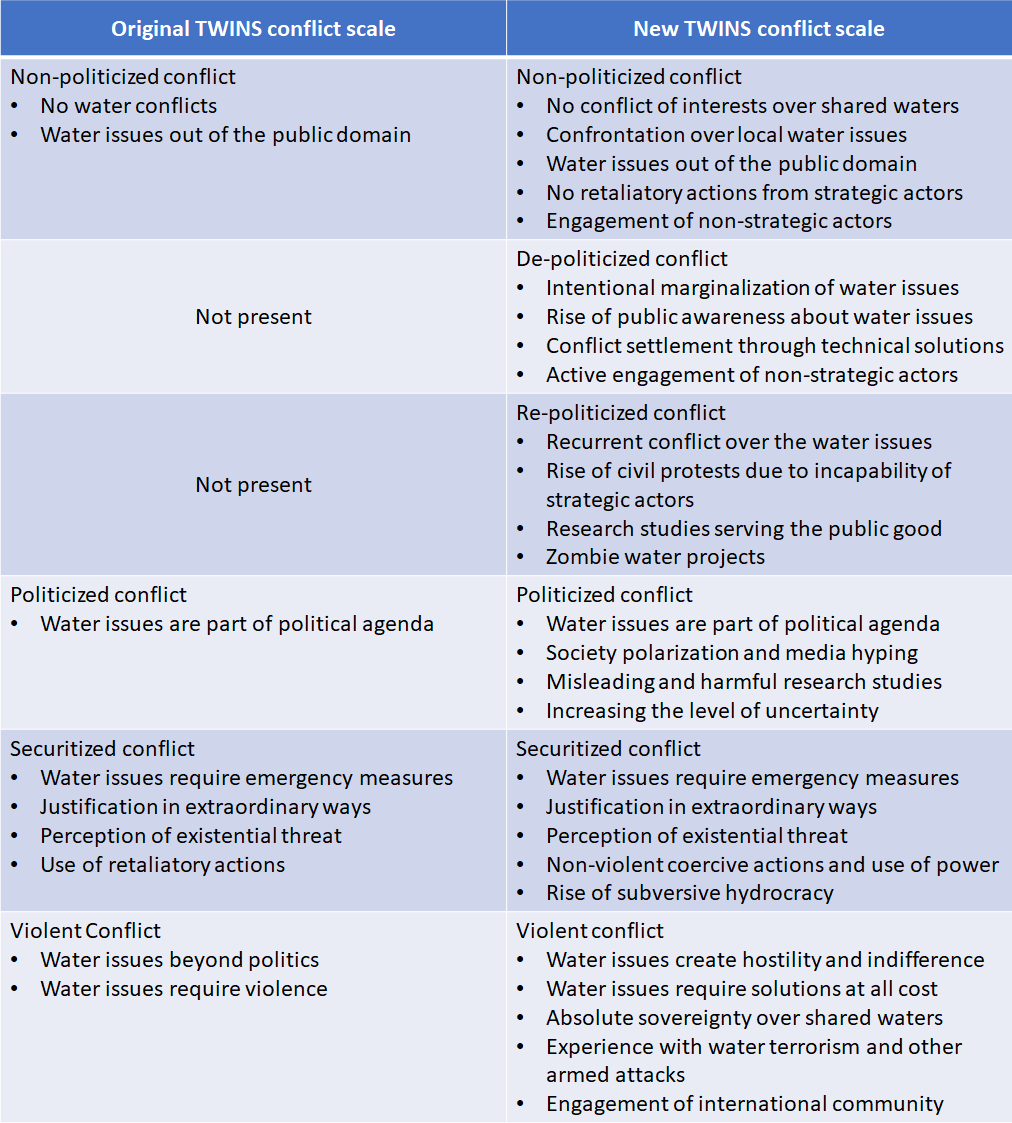 Original TWINS conflict scale
New TWINS conflict scale
Non-politicized conflict
• No water conflicts
• Water issues out of the public domain
Non-politicized conflict
• No conflict of interests over shared waters
• Confrontation over local water issues
• Water issues out of the public domain
• No retaliatory actions from strategic actors
• Engagement of non-strategic actors
Not present
De-politicized conflict
• Intentional marginalization of water issues
• Rise of public awareness about water issues
• Conflict settlement through technical solutions
• Active engagement of non-strategic actors
Not present
Re-politicized conflict
• Recurrent conflict over the water issues
• Rise of civil protests due to incapability of
strategic actors
• Research studies serving the public good
• Zombie water projects
Politicized conflict
• Water issues are part of political agenda
Politicized conflict
• Water issues are part of political agenda
• Society polarization and media hyping
• Misleading and harmful research studies
• Increasing the level of uncertainty
Securitized conflict
• Water issues require emergency measures
• Justification in extraordinary ways
• Perception of existential threat
• Use of retaliatory actions
Securitized conflict
• Water issues require emergency measures
• Justification in extraordinary ways
• Perception of existential threat
• Non-violent coercive actions and use of power
• Rise of subversive hydrocracy
Violent Conflict
• Water issues beyond politics
• Water issues require violence
Violent conflict
• Water issues create hostility and indifference
• Water issues require solutions at all cost
• Absolute sovereignty over shared waters
• Experience with water terrorism and other
armed attacks
• Engagement of international community